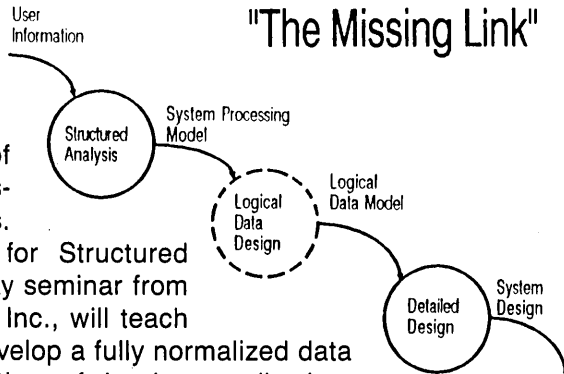 User
Information
"The Missing Link"
Structured
Analysis
System Processing
Model
Logical
Data
Design
Logical
Data Model
Detailed
Design
System
Design
of
s-
s.
for Structured
y seminar from
Inc., will teach
velop a fully normalized data